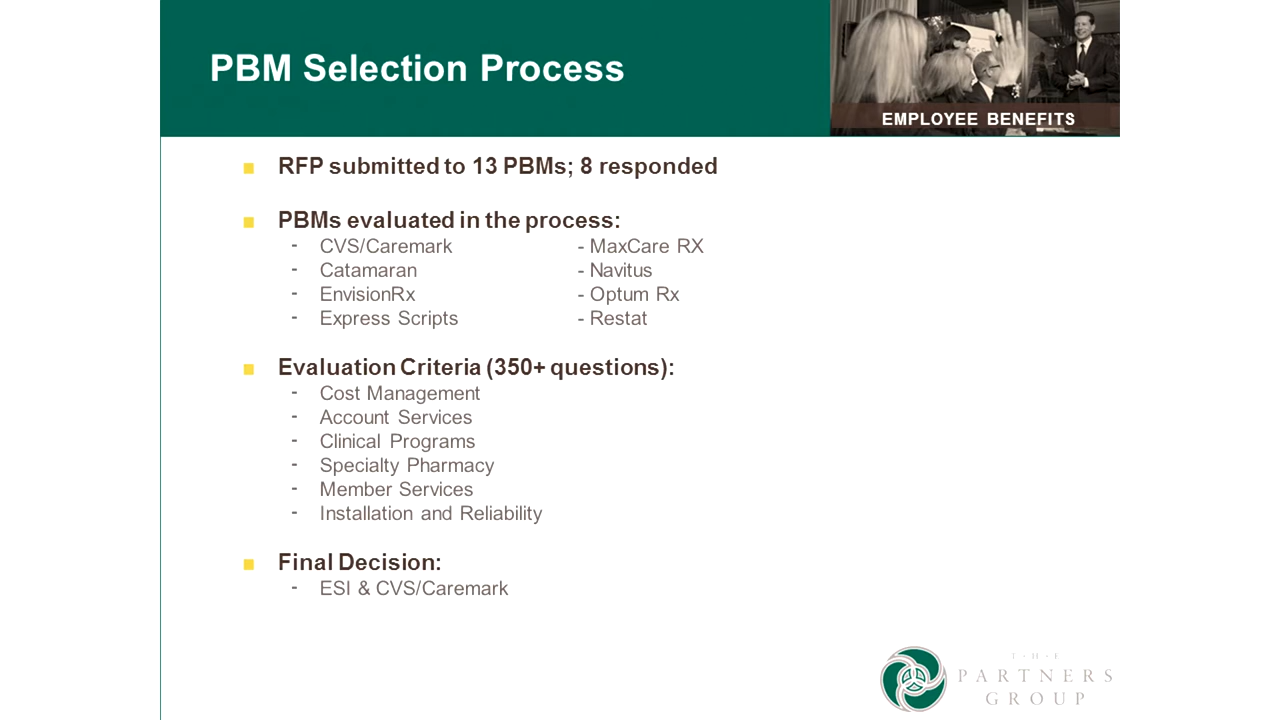 PBM Selection Process
EMPLOYEE BENEFITS
RFP submitted to 13 PBMs; 8 responded
PBMs evaluated in the process:
- CVS/Caremark - MaxCare RX
- Catamaran - Navitus
- EnvisionRx - Optum Rx
- Express Scripts - Restat
Evaluation Criteria (350+ questions):
- Cost Management
- Account Services
- Clinical Programs
- Specialty Pharmacy
- Member Services
- Installation and Reliability
Final Decision:
- ESI & CVS/Caremark
T·H·E
PARTNERS
GROUP